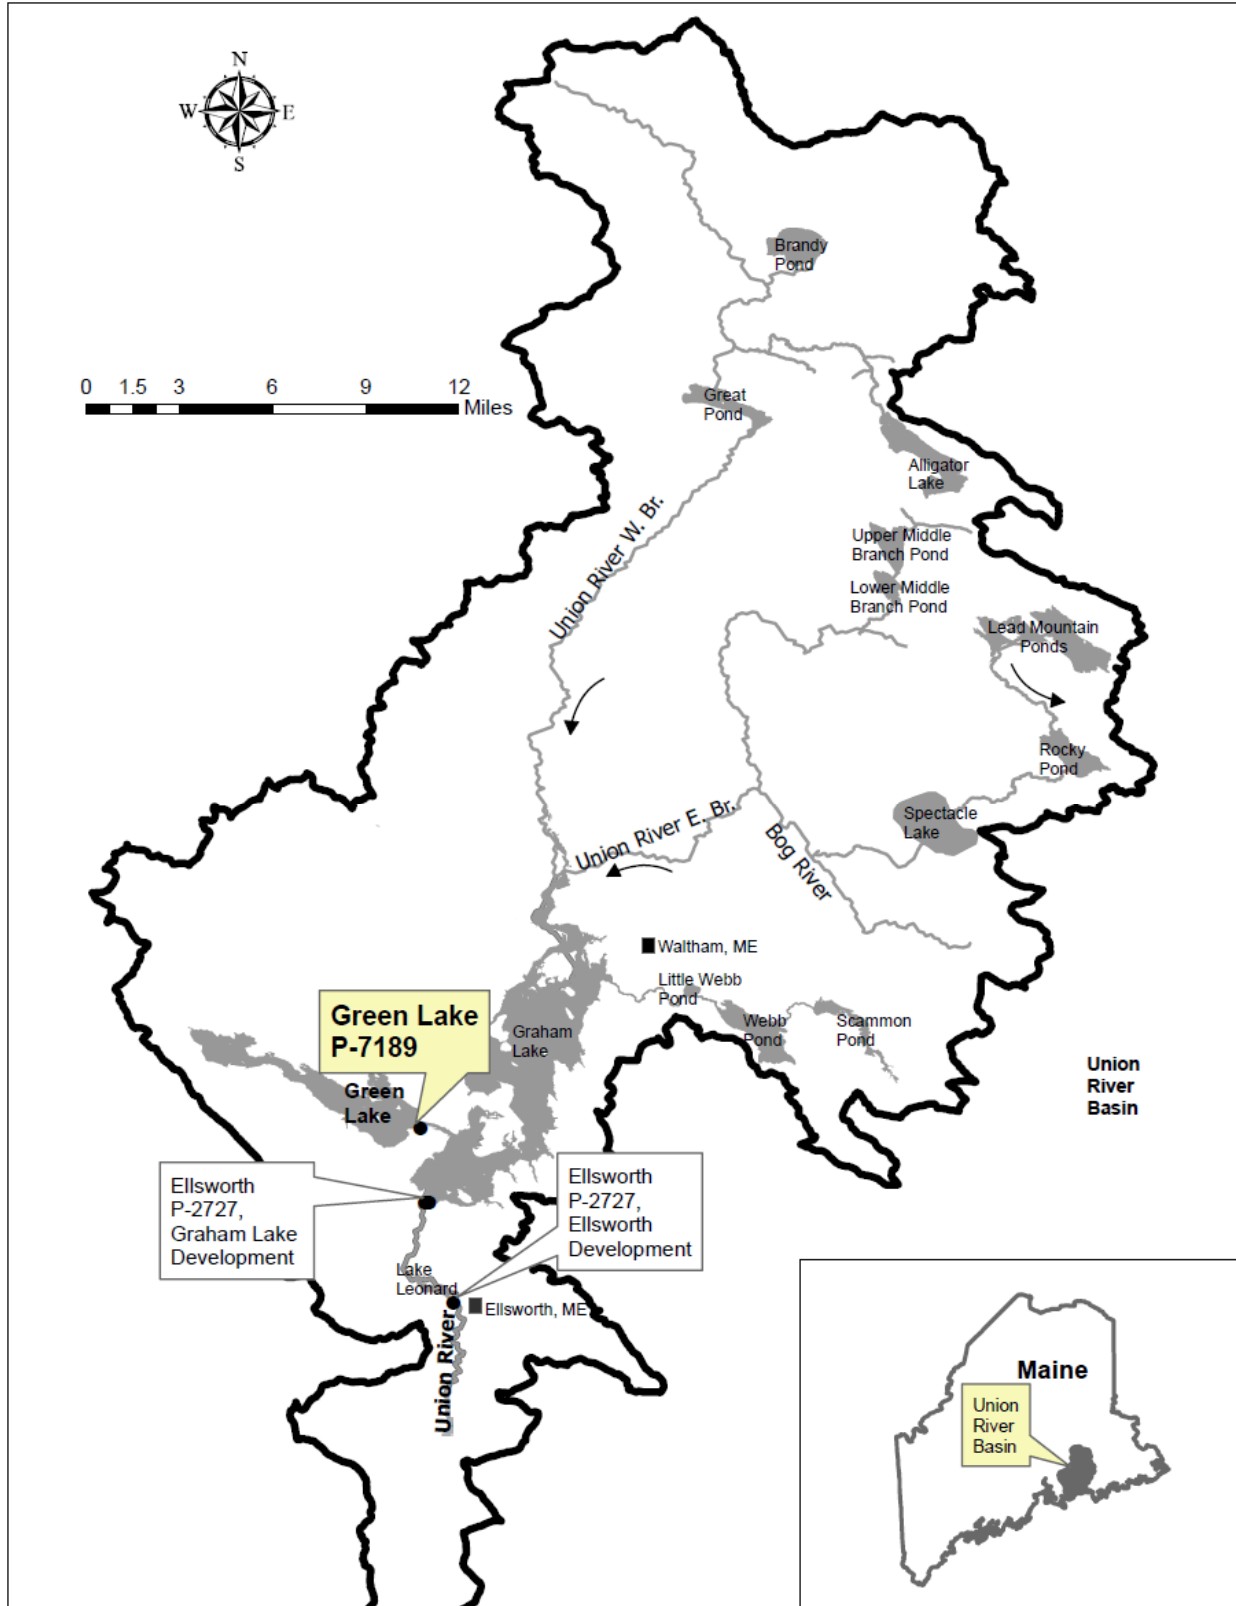 N
W
E
S
0 1.5 3 6 9 12
Miles
Brandy
Pond
Great
Pond
Alligator
Lake
Union River W. Br.
Upper Middle
Branch Pond
Lower Middle
Branch Pond
Lead Mountain
Ponds
Rocky
Pond
Spectacle
Lake
Union River E. Br.
Bog River
Waltham, ME
Little Webb
Pond
Webb
Pond
Scammon
Pond
Graham
Lake
Green Lake
P-7189
Green
Lake
Union
River
Basin
Ellsworth
P-2727,
Graham Lake
Development
Ellsworth
P-2727,
Ellsworth
Development
Lake
Leonard
Ellsworth, ME
Union River
Maine
Union
River
Basin